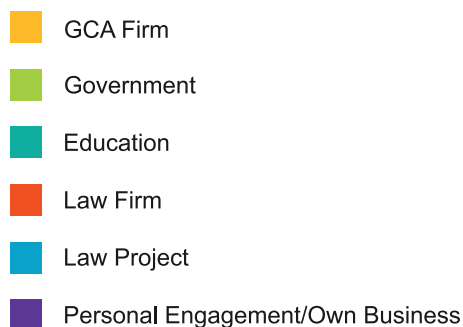 GCA Firm
Government
Education
Law Firm
Law Project
Personal Engagement/Own Business